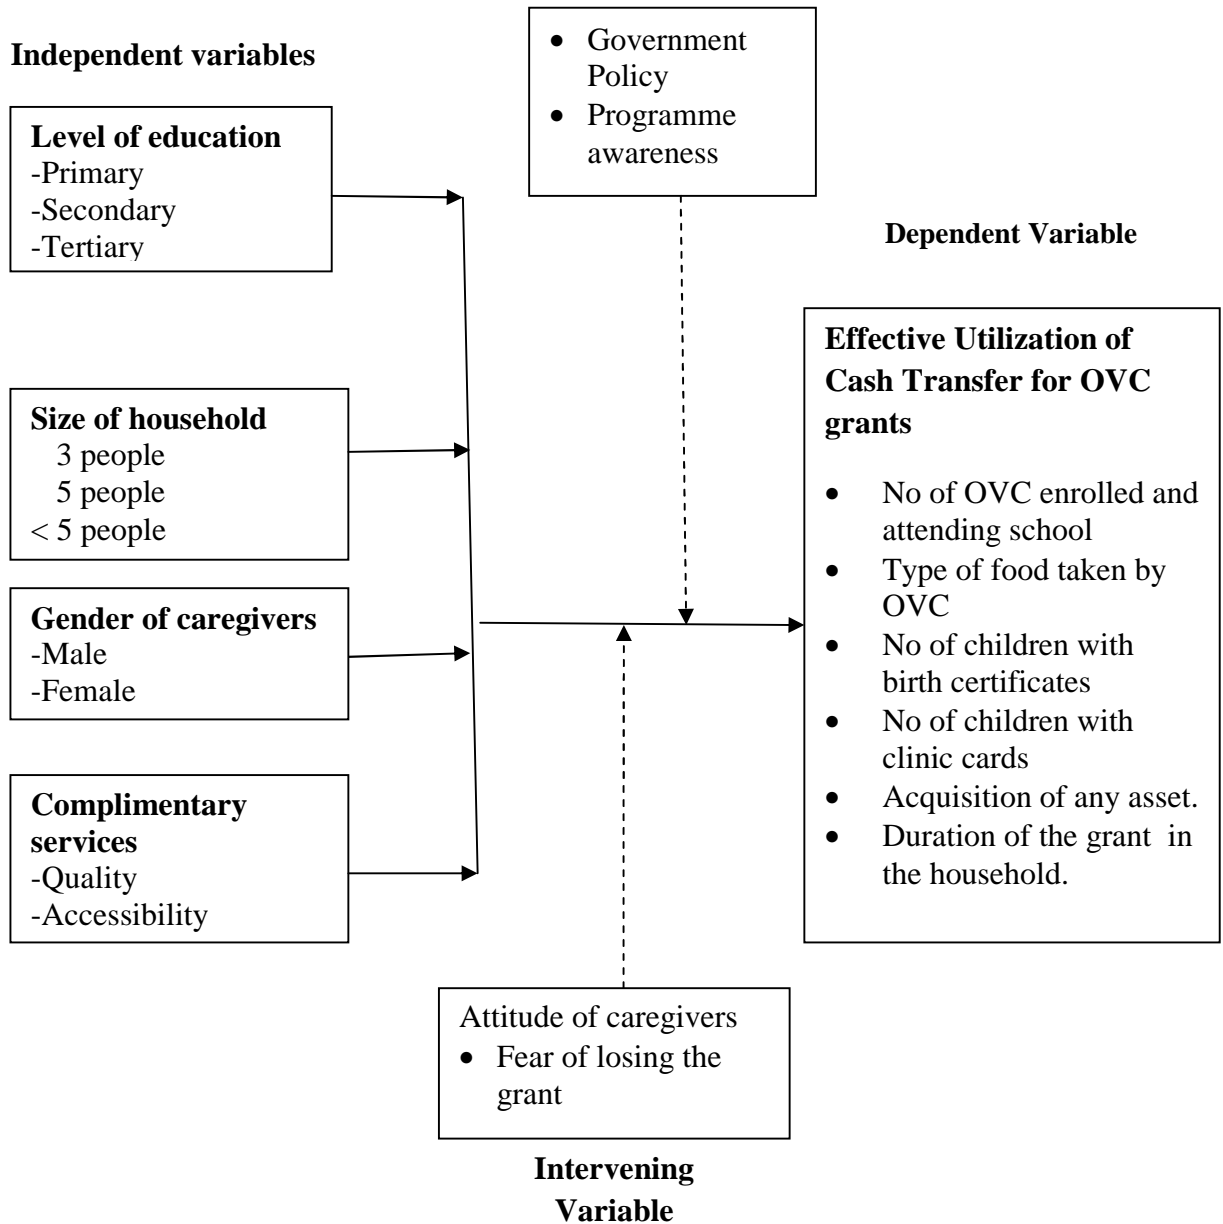 Independent variables
Level of education
-Primary
-Secondary
-Tertiary
Size of household
3 people
5 people
< 5 people
Gender of caregivers
-Male
-Female
Complimentary
services
-Quality
-Accessibility
• Government
Policy
• Programme
awareness
Attitude of caregivers
• Fear of losing the
grant
Intervening
Variable
Dependent Variable
Effective Utilization of
Cash Transfer for OVC
grants
• No of OVC enrolled and
attending school
• Type of food taken by
OVC
• No of children with
birth certificates
• No of children with
clinic cards
• Acquisition of any asset.
• Duration of the grant in
the household.